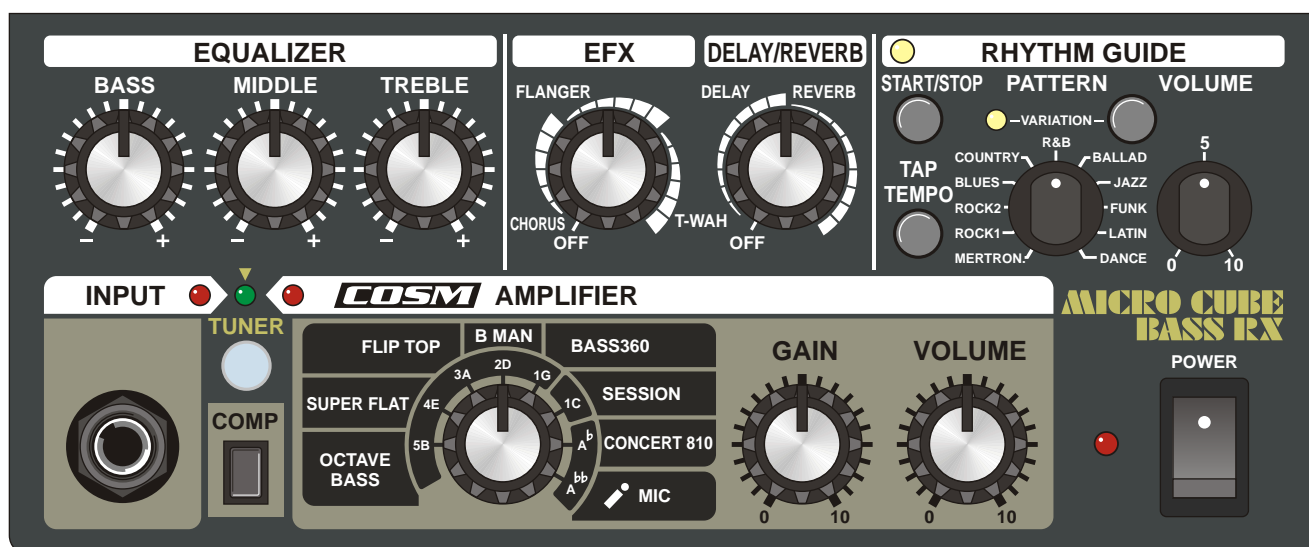 EQUALIZER
BASS
MIDDLE
TREBLE
− +
− +
− +
EFX
FLANGER
CHORUS
T-WAH
OFF
DELAY/REVERB
DELAY
REVERB
OFF
RHYTHM GUIDE
START/STOP
PATTERN
VOLUME
VARIATION
TAP
TEMPO
R&B
COUNTRY
BALLAD
BLUES
JAZZ
ROCK2
FUNK
ROCK1
LATIN
MERTRON.
DANCE
5
0 10
INPUT
COSM AMPLIFIER
TUNER
COMP
FLIP TOP
B MAN
BASS360
SUPER FLAT
SESSION
OCTAVE
BASS
CONCERT 810
MIC
5B
4E
3A
2D
1G
1C
A♭
A♭♭
GAIN
0 10
VOLUME
0 10
MICRO CUBE
BASS RX
POWER